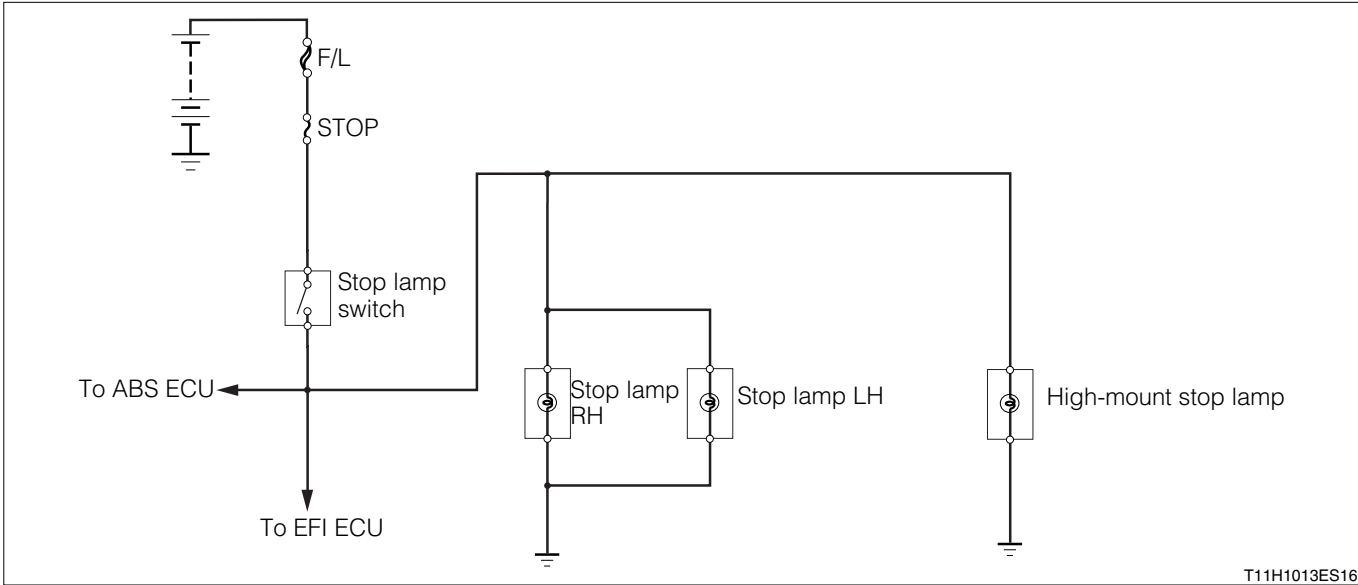 F/L
STOP
Stop lamp
switch
To ABS ECU
Stop lamp
RH
Stop lamp LH
High-mount stop lamp
To EFI ECU
T11H1013ES16